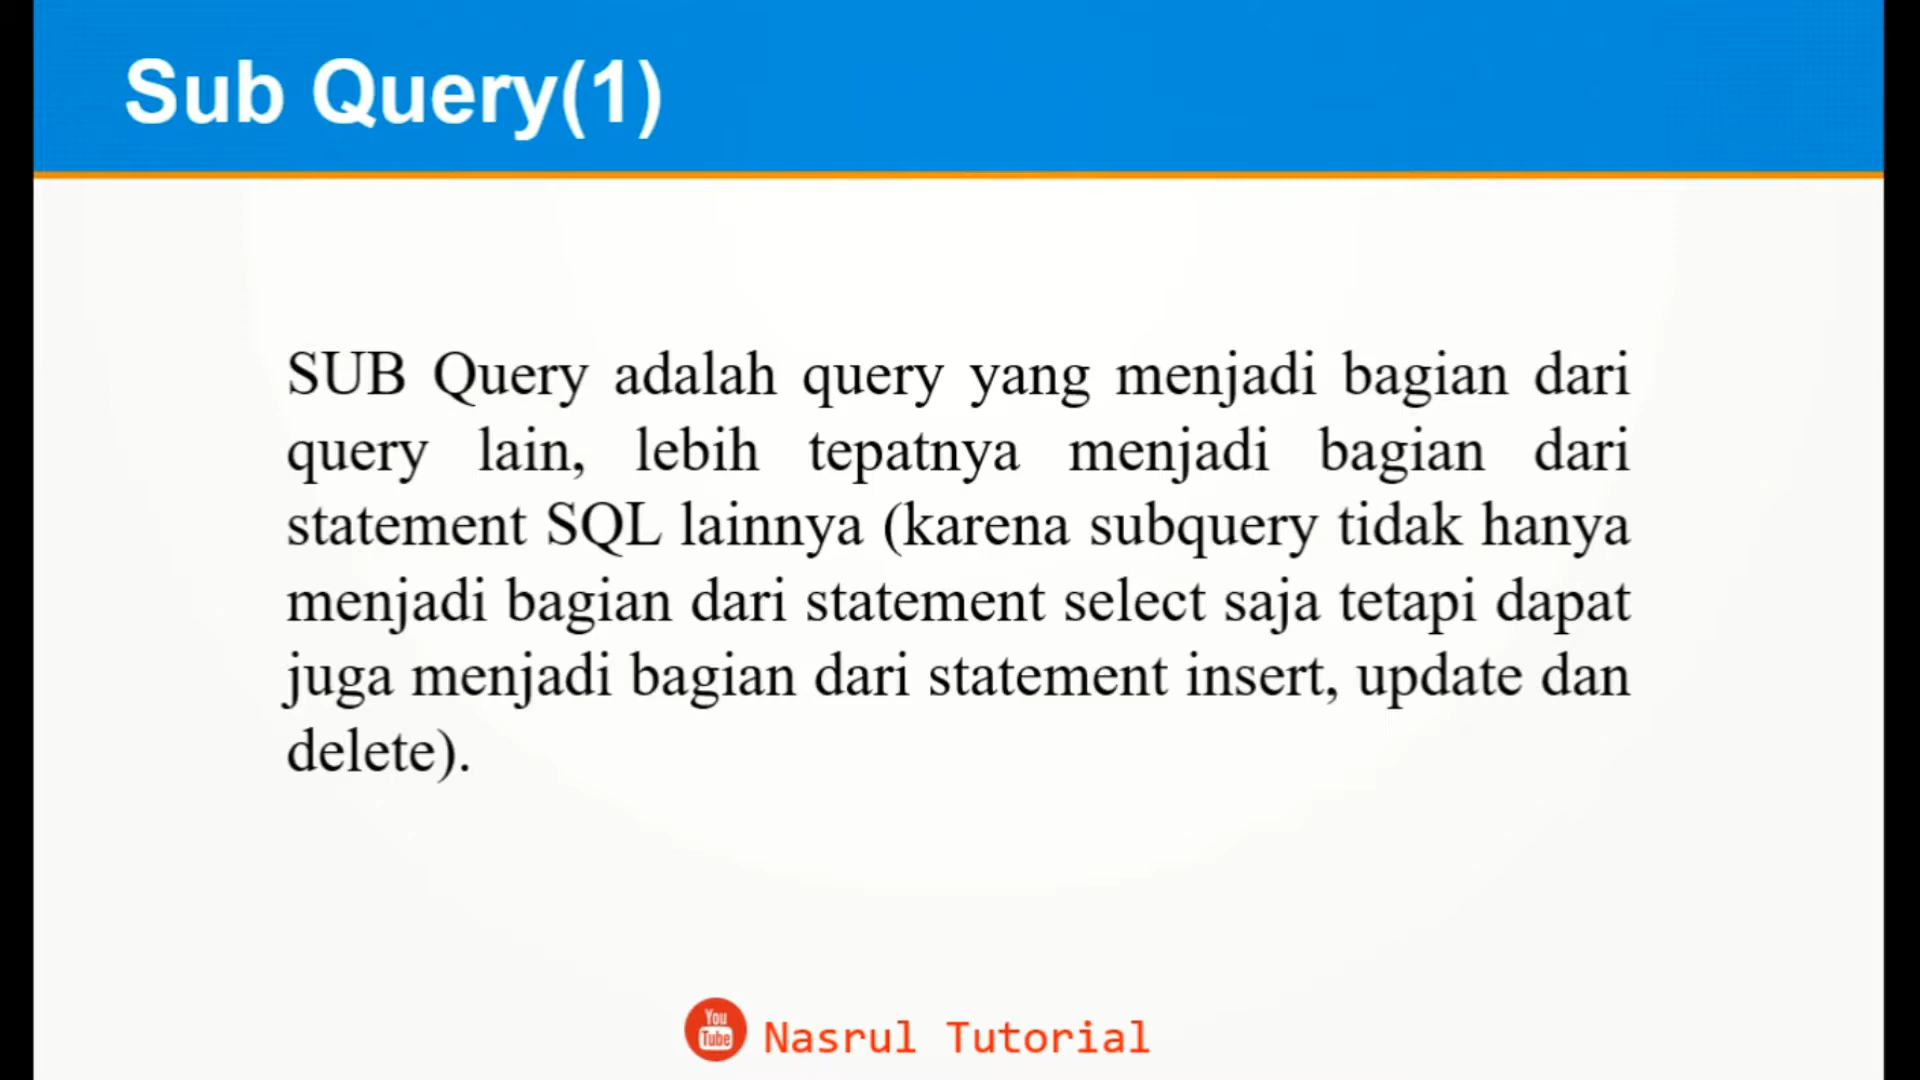 Sub Query(1)
SUB Query adalah query yang menjadi bagian dari
query lain, lebih tepatnya menjadi bagian dari
statement SQL lainnya (karena subquery tidak hanya
menjadi bagian dari statement select saja tetapi dapat
juga menjadi bagian dari statement insert, update dan
delete).
You
Tube
Nasrul Tutorial